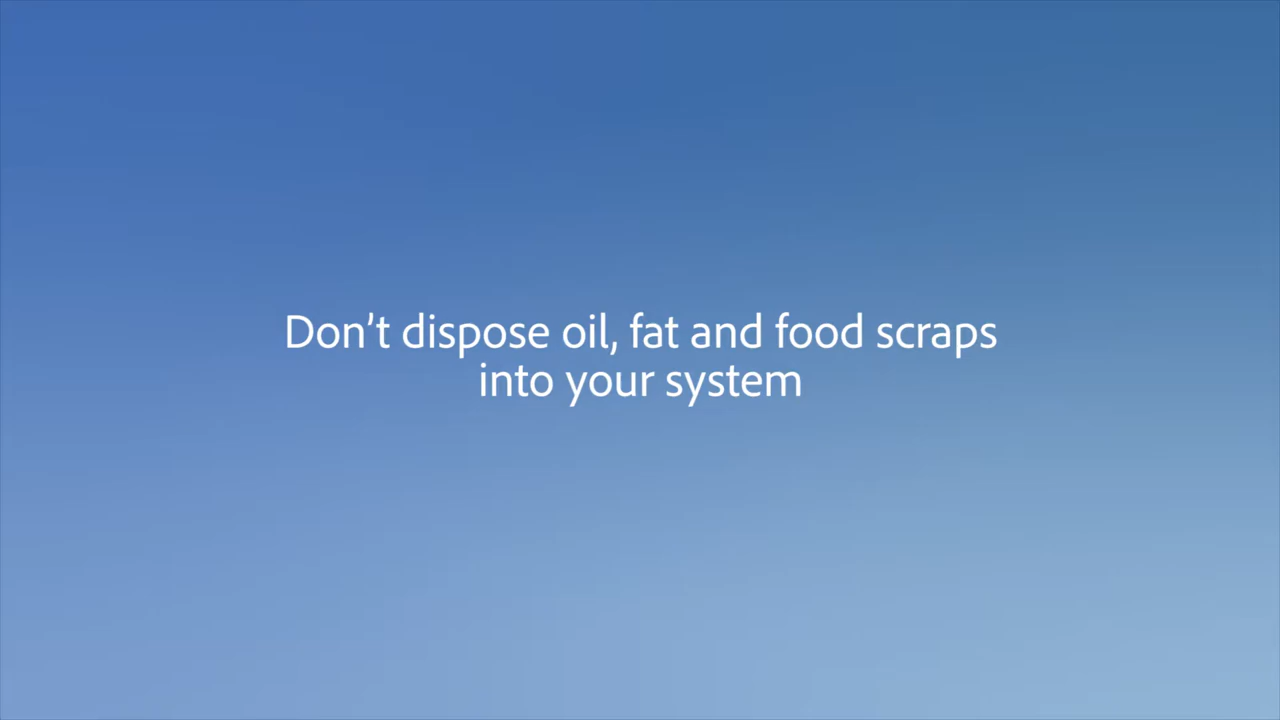 Don’t dispose oil, fat and food scraps
into your system